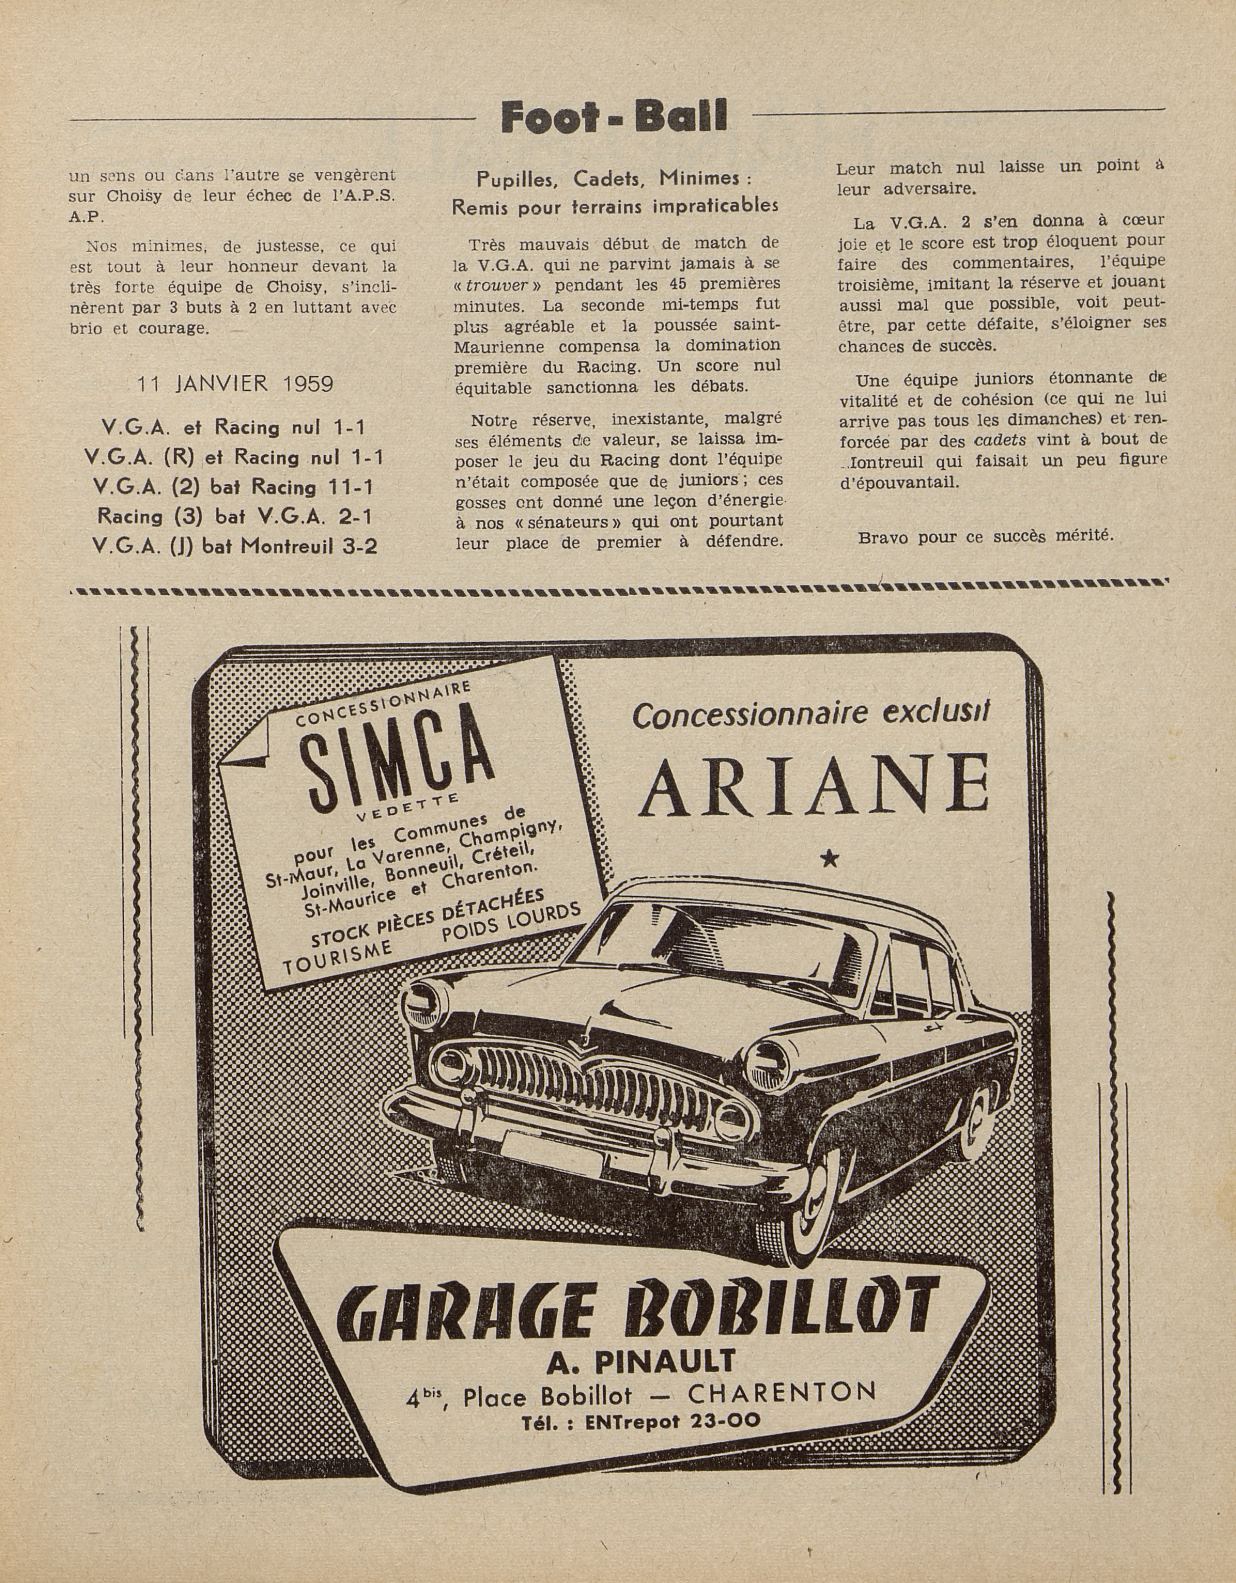 Foot-Ball
un sens ou dans l'autre se vengèrent
sur Choisy de leur échec de l'A.P.S.
A.P.
Nos minimes, de justesse, ce qui
est tout à leur honneur devant la
très forte équipe de Choisy, s'incli-
nèrent par 3 buts à 2 en luttant avec
brio et courage.
11 JANVIER 1959
V.G.A. et Racing nul 1-1
V.G.A. (R) et Racing nul 1-1
V.G.A. (2) bat Racing 11-1
Racing (3) bat V.G.A. 2-1
V.G.A. (J) bat Montreuil 3-2
Pupilles, Cadets, Minimes :
Remis pour terrains impraticables
Très mauvais début de match de
la V.G.A. qui ne parvint jamais à se
« trouver » pendant les 45 premières
minutes. La seconde mi-temps fut
plus agréable et la poussée saint-
Maurienne compensa la domination
première du Racing. Un score nul
équitable sanctionna les débats.
Notre réserve, inexistante, malgré
ses éléments de valeur, se laissa im-
poser le jeu du Racing dont l'équipe
n'était composée que de juniors ; ces
gosses ont donné une leçon d'énergie
à nos « sénateurs » qui ont pourtant
leur place de premier à défendre.
Leur match nul laisse un point à
leur adversaire.
La V.G.A. 2 s'en donna à cœur
joie et le score est trop éloquent pour
faire des commentaires, l'équipe
troisième, imitant la réserve et jouant
aussi mal que possible, voit peut-
être, par cette défaite, s'éloigner ses
chances de succès.
Une équipe juniors étonnante de
vitalité et de cohésion (ce qui ne lui
arrive pas tous les dimanches) et ren-
forcée par des cadets vint à bout de
Iontreuil qui faisait un peu figure
d'épouvantail.
Bravo pour ce succès mérité.
CONCESSIONNAIRE
SIMCA
VEDETTE
pour les Communes de
St-Maur, La Varenne, Champigny,
Joinville, Bonneuil, Créteil,
St-Maurice et Charenton.
STOCK PIÈCES DÉTACHÉES
TOURISME POIDS LOURDS
Concessionnaire exclusif
ARIANE
GARAGE BOBILLOT
A. PINAULT
4bis, Place Bobillot — CHARENTON
Tél. : ENTrepot 23-00